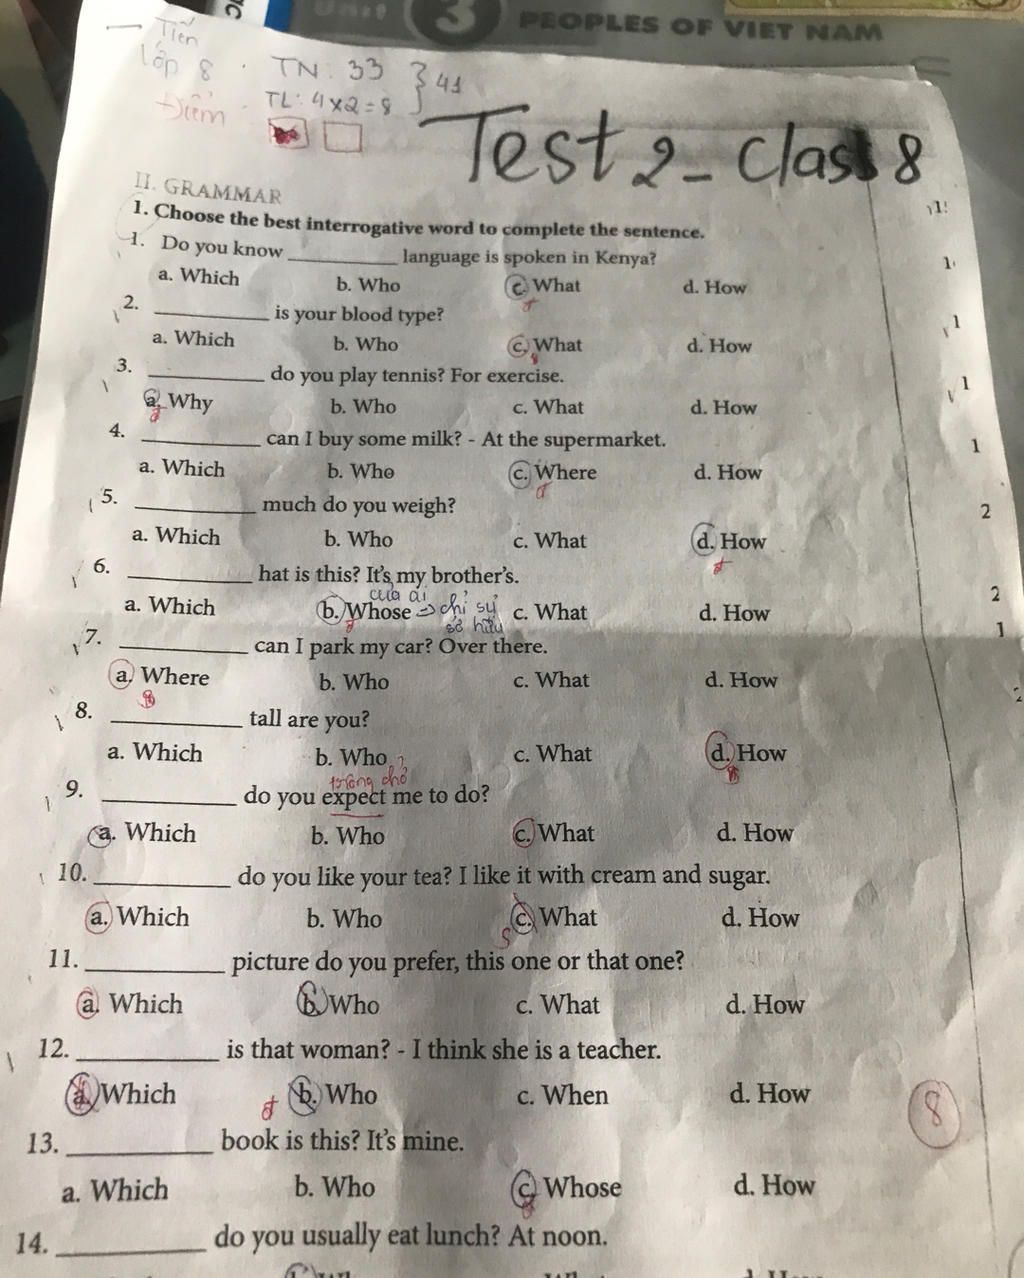 Unit 3 PEOPLES OF VIET NAM
Tiến
Lớp 8 TN: 33 } 41
Điểm TL: 4x2=8
Test 2 - Class 8
II. GRAMMAR
1. Choose the best interrogative word to complete the sentence.
1. Do you know __________ language is spoken in Kenya?
a. Which b. Who c. What d. How
2. __________ is your blood type?
a. Which b. Who c. What d. How
3. __________ do you play tennis? For exercise.
a. Why b. Who c. What d. How
4. __________ can I buy some milk? - At the supermarket.
a. Which b. Who c. Where d. How
5. __________ much do you weigh?
a. Which b. Who c. What d. How
6. __________ hat is this? It's my brother's.
của ai
a. Which b. Whose => chỉ sự c. What d. How
sở hữu
7. __________ can I park my car? Over there.
a. Where b. Who c. What d. How
8. __________ tall are you?
a. Which b. Who c. What d. How
trông chờ
9. __________ do you expect me to do?
a. Which b. Who c. What d. How
10. __________ do you like your tea? I like it with cream and sugar.
a. Which b. Who c. What d. How
11. __________ picture do you prefer, this one or that one?
a. Which b. Who c. What d. How
12. __________ is that woman? - I think she is a teacher.
a. Which b. Who c. When d. How
8
13. __________ book is this? It's mine.
a. Which b. Who c. Whose d. How
14. __________ do you usually eat lunch? At noon.